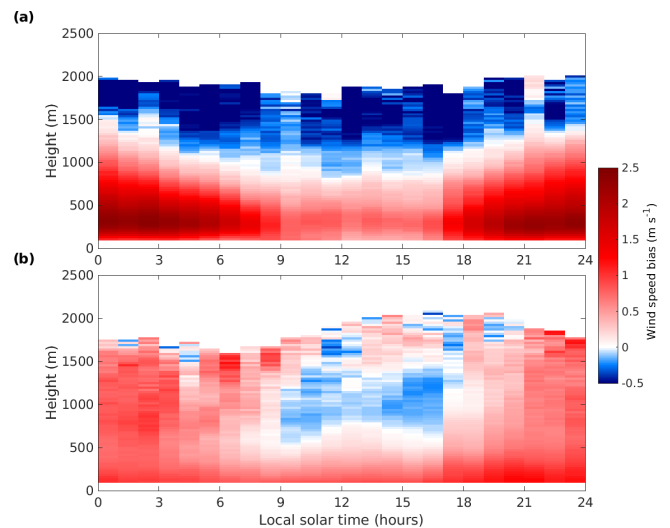 (a)
2500
2000
1500
1000
500
0
Height (m)
0 3 6 9 12 15 18 21 24
(b)
2500
2000
1500
1000
500
0
Height (m)
0 3 6 9 12 15 18 21 24
Local solar time (hours)
2.5
2
1.5
1
0.5
0
-0.5
Wind speed bias (m s⁻¹)